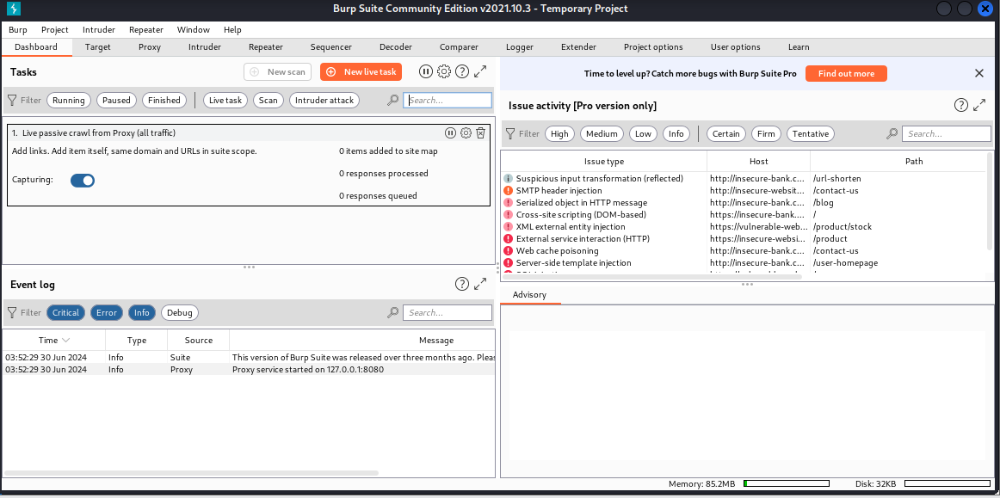 Burp Suite Community Edition v2021.10.3 - Temporary Project
Burp Project Intruder Repeater Window Help
Dashboard Target Proxy Intruder Repeater Sequencer Decoder Comparer Logger Extender Project options User options Learn
Tasks
New scan
New live task
Filter Running Paused Finished Live task Scan Intruder attack Search...
1. Live passive crawl from Proxy (all traffic)
Add links. Add item itself, same domain and URLs in suite scope.
0 items added to site map
Capturing:
0 responses processed
0 responses queued
Event log
Filter Critical Error Info Debug Search...
Time Type Source Message
03:52:29 30 Jun 2024 Info Suite This version of Burp Suite was released over three months ago. Pleas
03:52:29 30 Jun 2024 Info Proxy Proxy service started on 127.0.0.1:8080
Time to level up? Catch more bugs with Burp Suite Pro Find out more
Issue activity [Pro version only]
Filter High Medium Low Info Certain Firm Tentative Search...
Issue type Host Path
Suspicious input transformation (reflected) http://insecure-bank.c... /url-shorten
SMTP header injection http://insecure-websit... /contact-us
Serialized object in HTTP message http://insecure-bank.c... /blog
Cross-site scripting (DOM-based) https://insecure-bank.... /
XML external entity injection https://vulnerable-web... /product/stock
External service interaction (HTTP) https://insecure-websi... /product
Web cache poisoning http://insecure-bank.c... /contact-us
Server-side template injection http://insecure-bank.c... /user-homepage
Advisory
Memory: 85.2MB Disk: 32KB